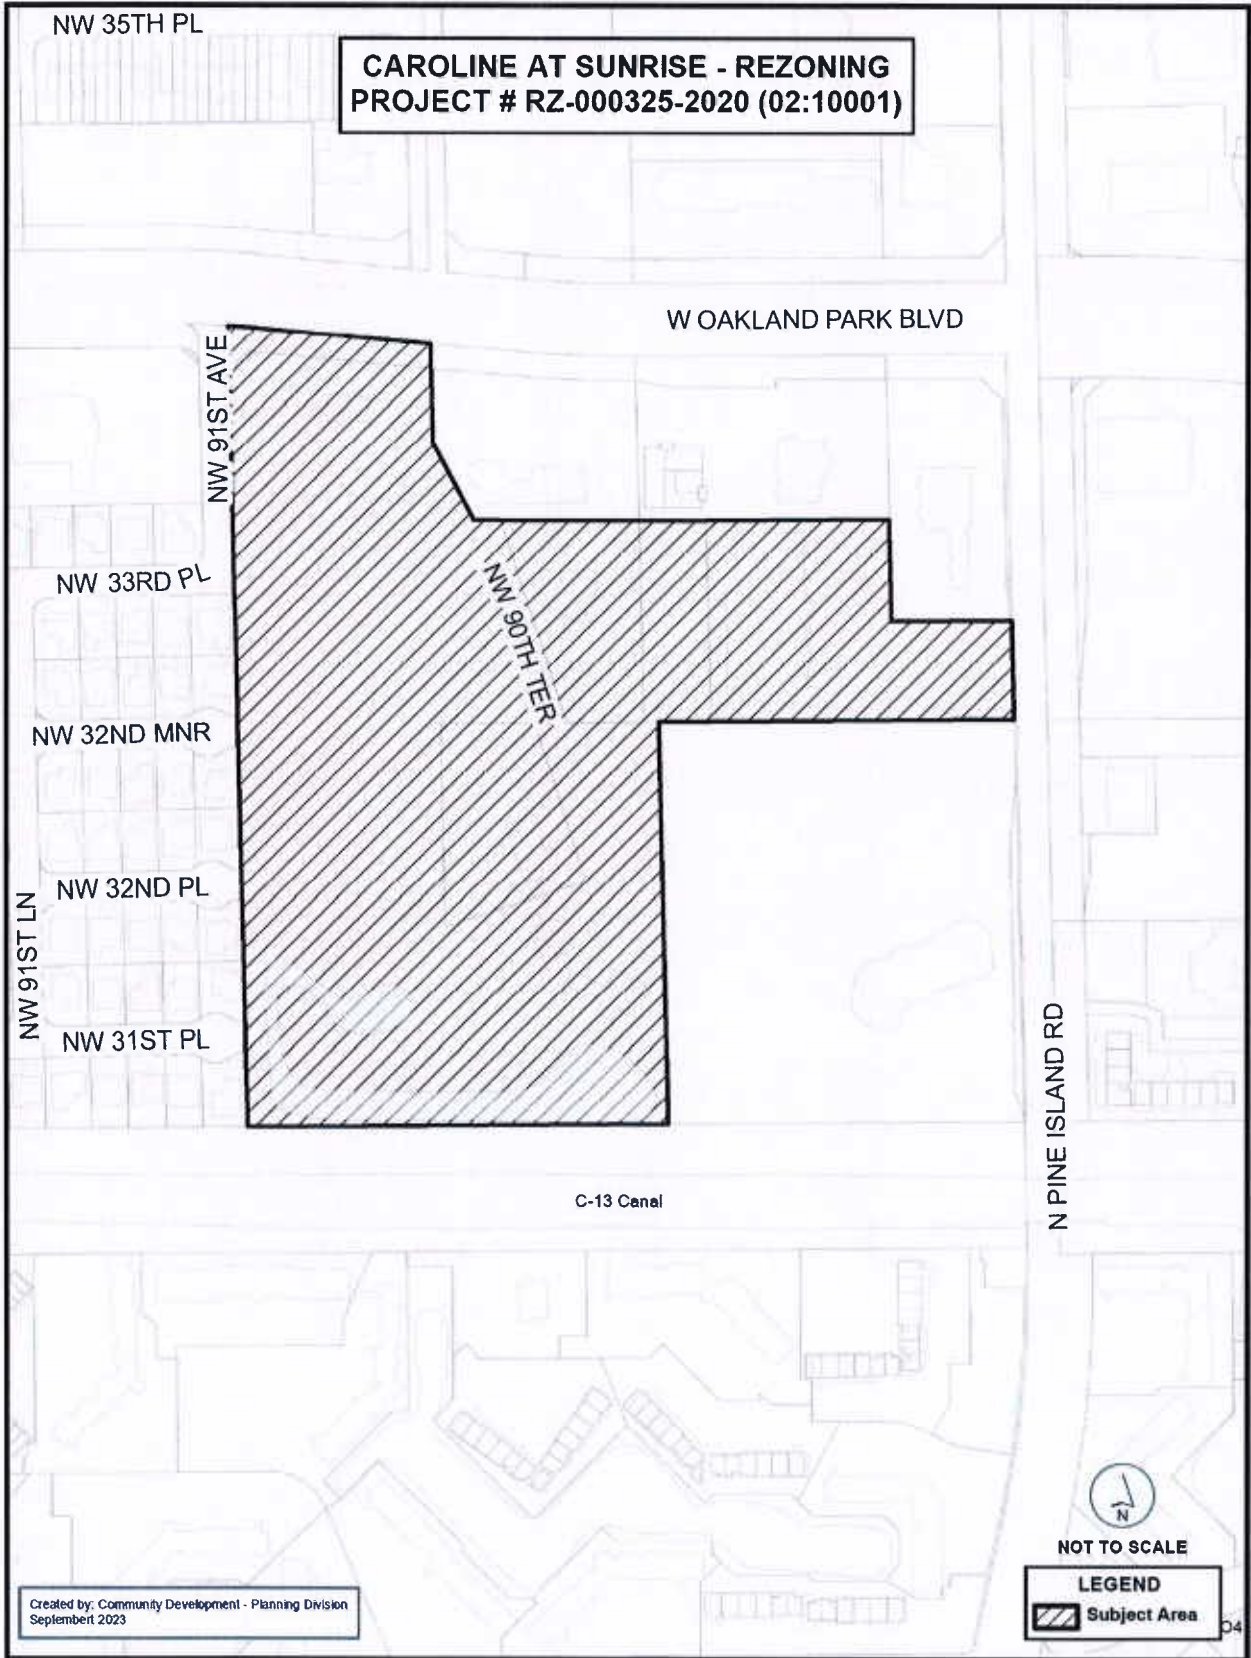 NW 35TH PL
CAROLINE AT SUNRISE - REZONING
PROJECT # RZ-000325-2020 (02:10001)
W OAKLAND PARK BLVD
NW 91ST AVE
NW 33RD PL
NW 90TH TER
NW 32ND MNR
NW 32ND PL
NW 91ST LN
NW 31ST PL
N PINE ISLAND RD
C-13 Canal
N
NOT TO SCALE
LEGEND
Subject Area
Created by: Community Development - Planning Division
Septembert 2023
04